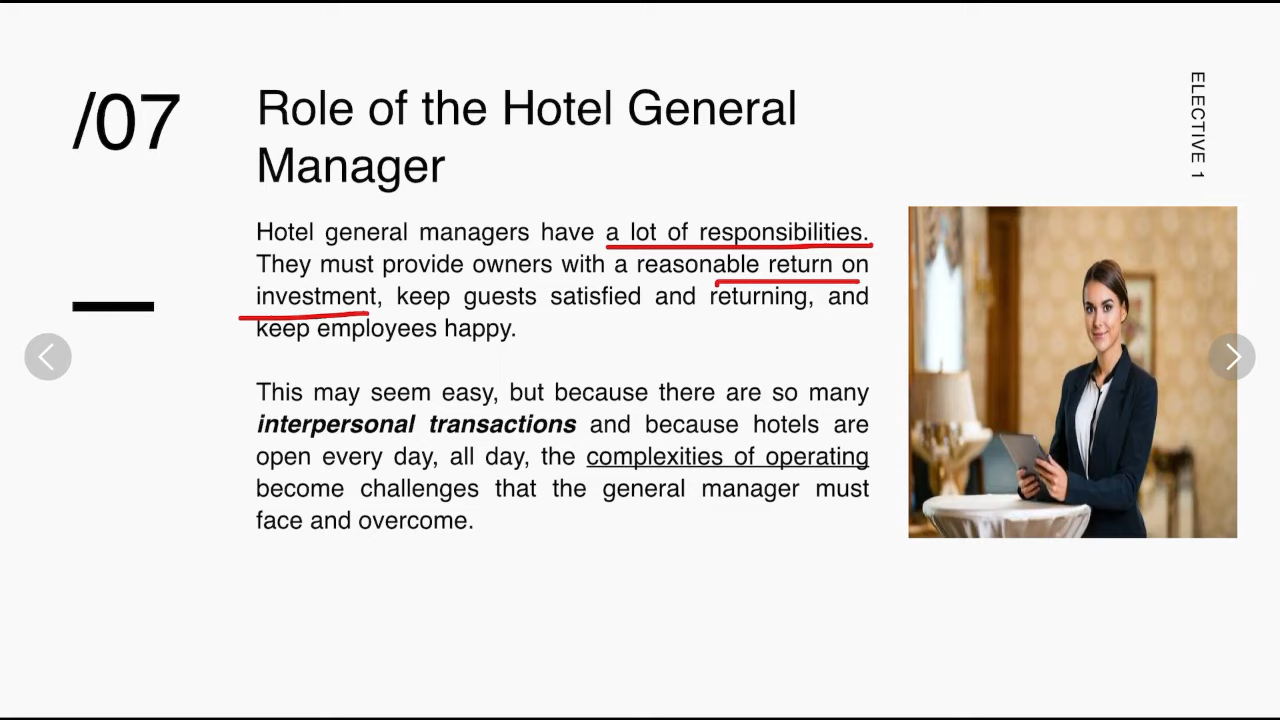 /07
Role of the Hotel General
Manager
ELECTIVE 1
Hotel general managers have a lot of responsibilities.
They must provide owners with a reasonable return on
investment, keep guests satisfied and returning, and
keep employees happy.
This may seem easy, but because there are so many
interpersonal transactions and because hotels are
open every day, all day, the complexities of operating
become challenges that the general manager must
face and overcome.